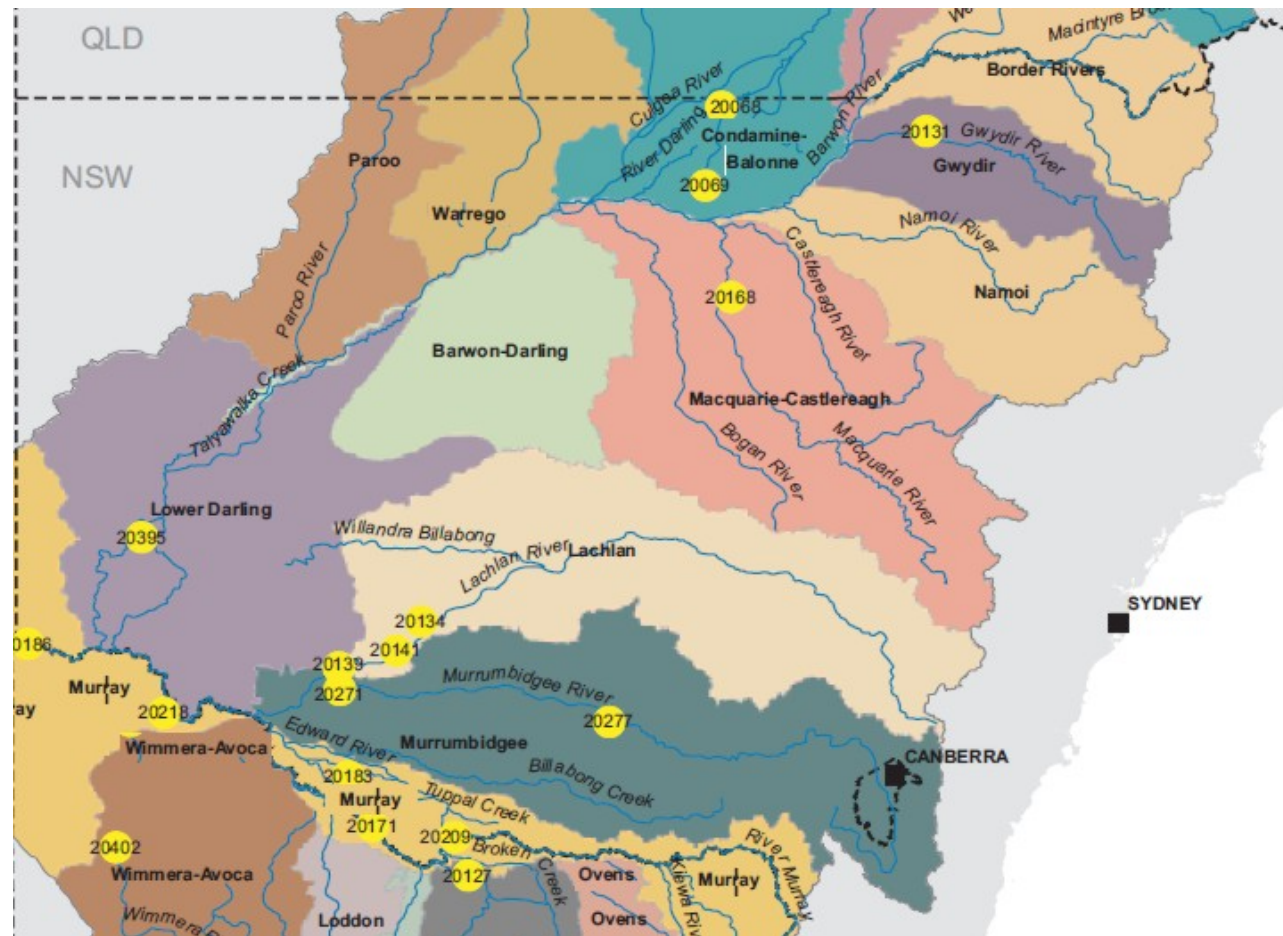 QLD
Macintyre
Border Rivers
Culgoa River
20068
River Darling
Condamine-
Balonne
Barwon River
20131
Gwydir River
Gwydir
NSW
Paroo
20069
Warrego
Namoi River
Castlereagh River
Paroo River
20168
Namoi
Barwon-Darling
Talyawalka Creek
Macquarie-Castlereagh
Bogan River
Macquarie River
Lower Darling
20395
Willandra Billabong
Lachlan River
Lachlan
SYDNEY
20134
20141
20139
20271
0186
Murray
ay
20218
Murrumbidgee River
20277
Wimmera-Avoca
Edward River
Murrumbidgee
CANBERRA
20183
Billabong Creek
Murray
Tuppal Creek
20171
20209
Broken Creek
River Murray
20402
Wimmera-Avoca
20127
Ovens
Kiewa Riv
Murray
Wimmera
Loddon
Ovens